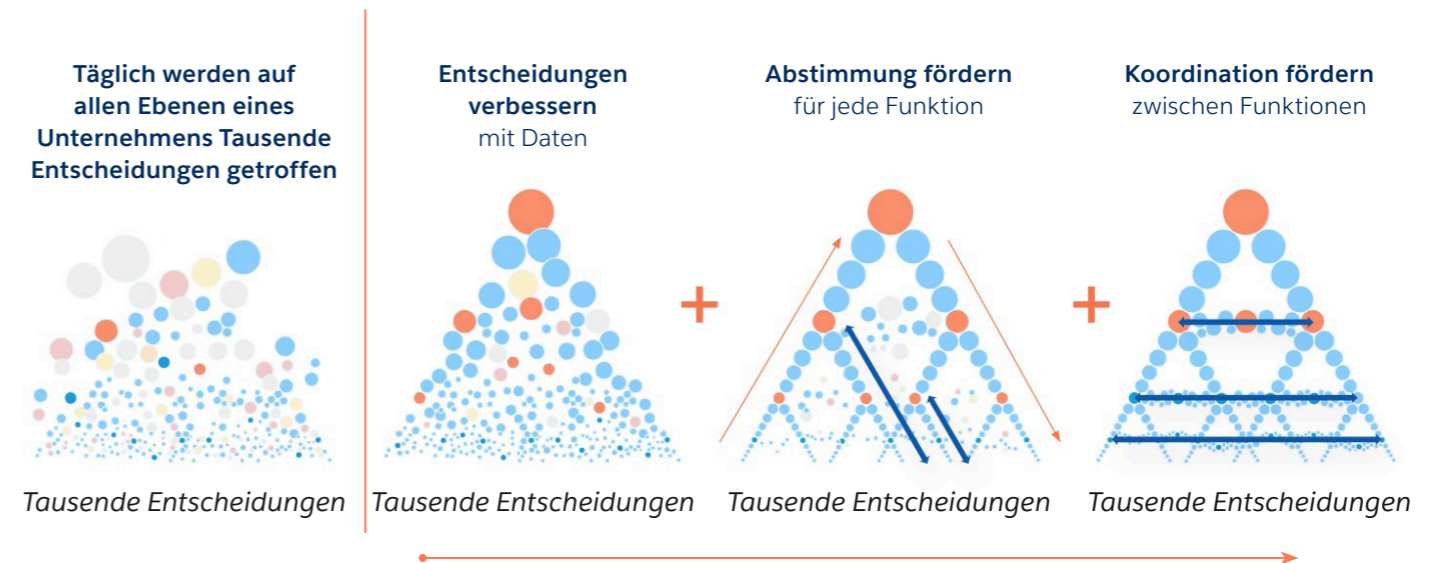 Täglich werden auf
allen Ebenen eines
Unternehmens Tausende
Entscheidungen getroffen
Tausende Entscheidungen
Entscheidungen
verbessern
mit Daten
Tausende Entscheidungen
+
Abstimmung fördern
für jede Funktion
Tausende Entscheidungen
+
Koordination fördern
zwischen Funktionen
Tausende Entscheidungen